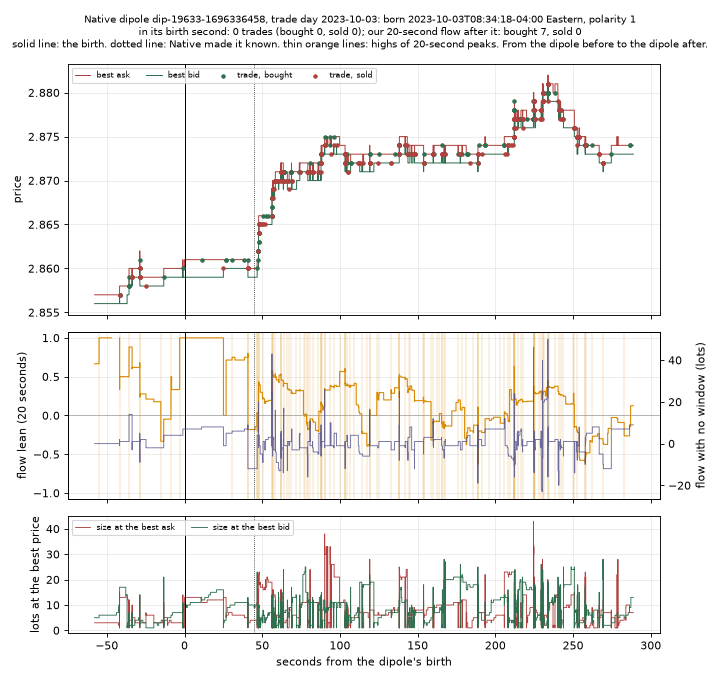 Native dipole dip-19633-1696336458, trade day 2023-10-03: born 2023-10-03T08:34:18-04:00 Eastern, polarity 1
in its birth second: 0 trades (bought 0, sold 0); our 20-second flow after it: bought 7, sold 0
solid line: the birth. dotted line: Native made it known. thin orange lines: highs of 20-second peaks. From the dipole before to the dipole after.
best ask best bid trade, bought trade, sold
price
2.880
2.875
2.870
2.865
2.860
2.855
flow lean (20 seconds)
1.0
0.5
0.0
−0.5
−1.0
40
20
0
−20
flow with no window (lots)
size at the best ask size at the best bid
lots at the best price
40
30
20
10
0
−50 0 50 100 150 200 250 300
seconds from the dipole's birth